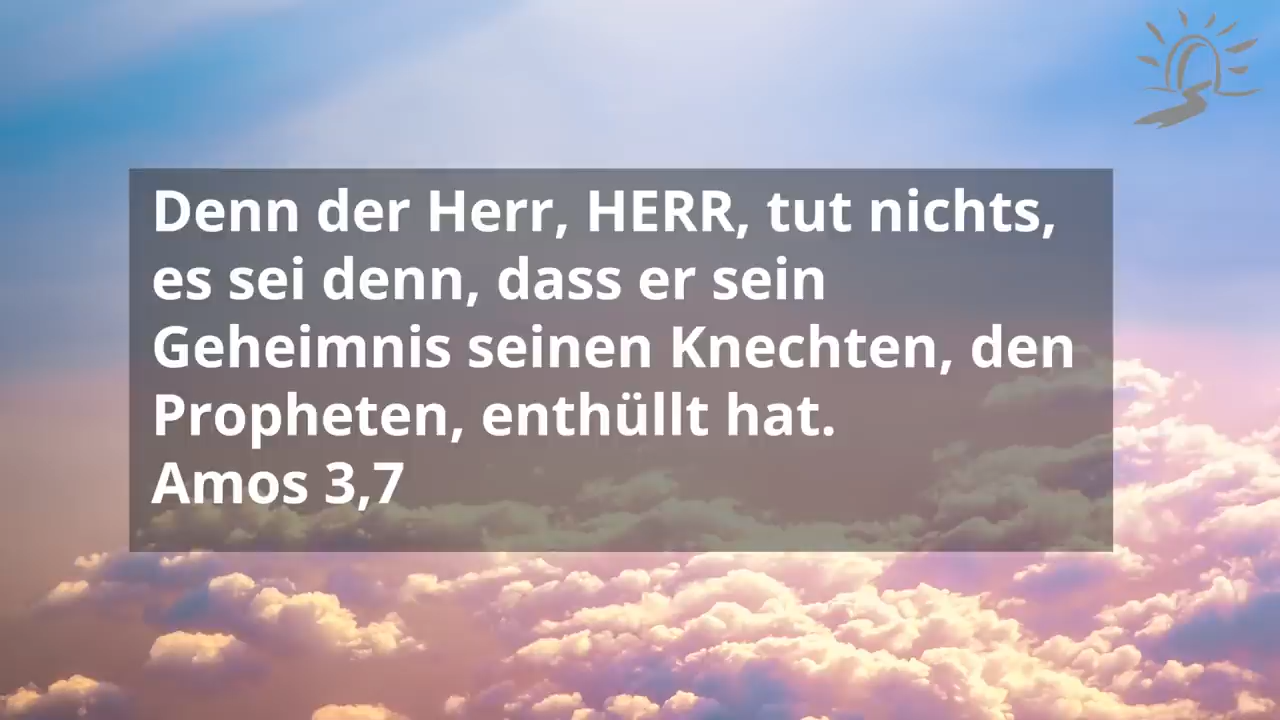 Denn der Herr, HERR, tut nichts,
es sei denn, dass er sein
Geheimnis seinen Knechten, den
Propheten, enthüllt hat.
Amos 3,7